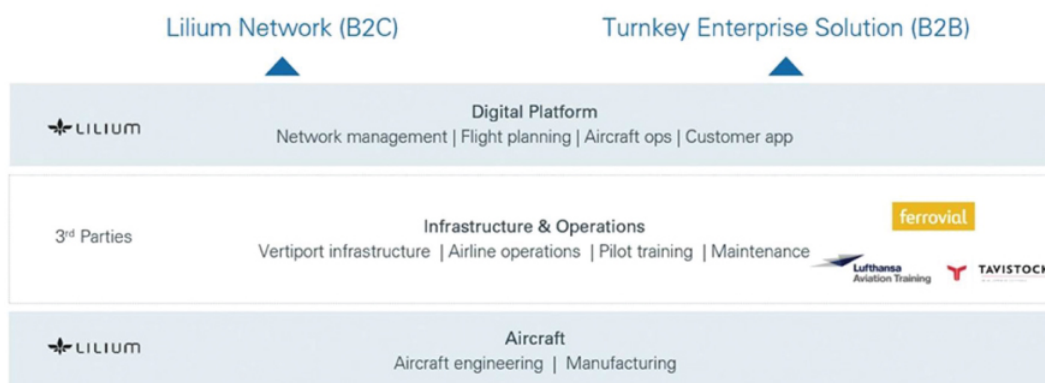 Lilium Network (B2C)
Turnkey Enterprise Solution (B2B)
LILIUM
Digital Platform
Network management | Flight planning | Aircraft ops | Customer app
3rd Parties
Infrastructure & Operations
Vertiport infrastructure | Airline operations | Pilot training | Maintenance
ferrovial
Lufthansa
Aviation Training
TAVISTOCK
LILIUM
Aircraft
Aircraft engineering | Manufacturing